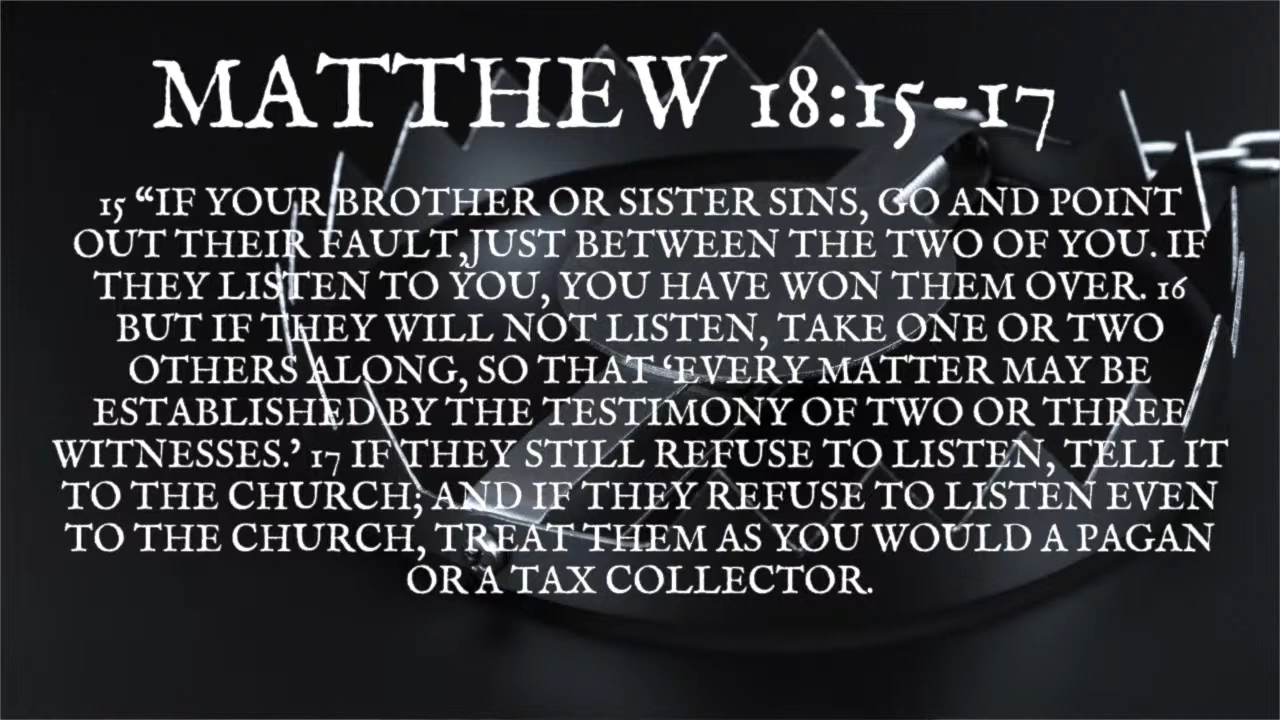 MATTHEW 18:15-17
15 “IF YOUR BROTHER OR SISTER SINS, GO AND POINT
OUT THEIR FAULT, JUST BETWEEN THE TWO OF YOU. IF
THEY LISTEN TO YOU, YOU HAVE WON THEM OVER. 16
BUT IF THEY WILL NOT LISTEN, TAKE ONE OR TWO
OTHERS ALONG, SO THAT ‘EVERY MATTER MAY BE
ESTABLISHED BY THE TESTIMONY OF TWO OR THREE
WITNESSES.’ 17 IF THEY STILL REFUSE TO LISTEN, TELL IT
TO THE CHURCH; AND IF THEY REFUSE TO LISTEN EVEN
TO THE CHURCH, TREAT THEM AS YOU WOULD A PAGAN
OR A TAX COLLECTOR.